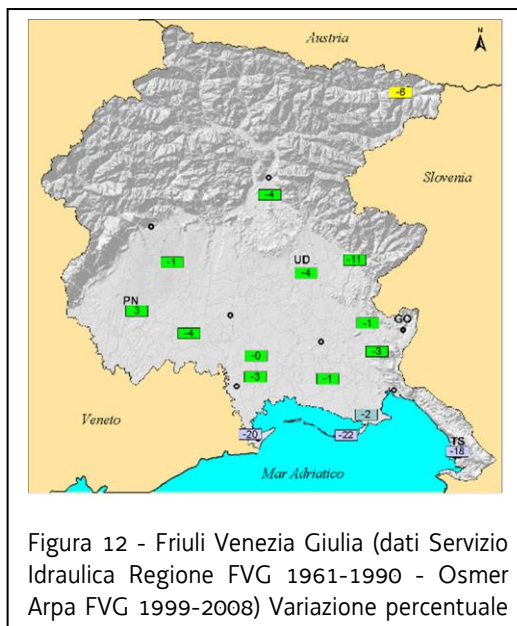 Austria
N
-6
Slovenia
-4
UD
-1
-4
-11
PN
3
-4
-1
GO
-0
-3
-3
-1
-2
Veneto
-20
-22
TS
-18
Mar Adriatico
Figura 12 - Friuli Venezia Giulia (dati Servizio
Idraulica Regione FVG 1961-1990 - Osmer
Arpa FVG 1999-2008) Variazione percentuale